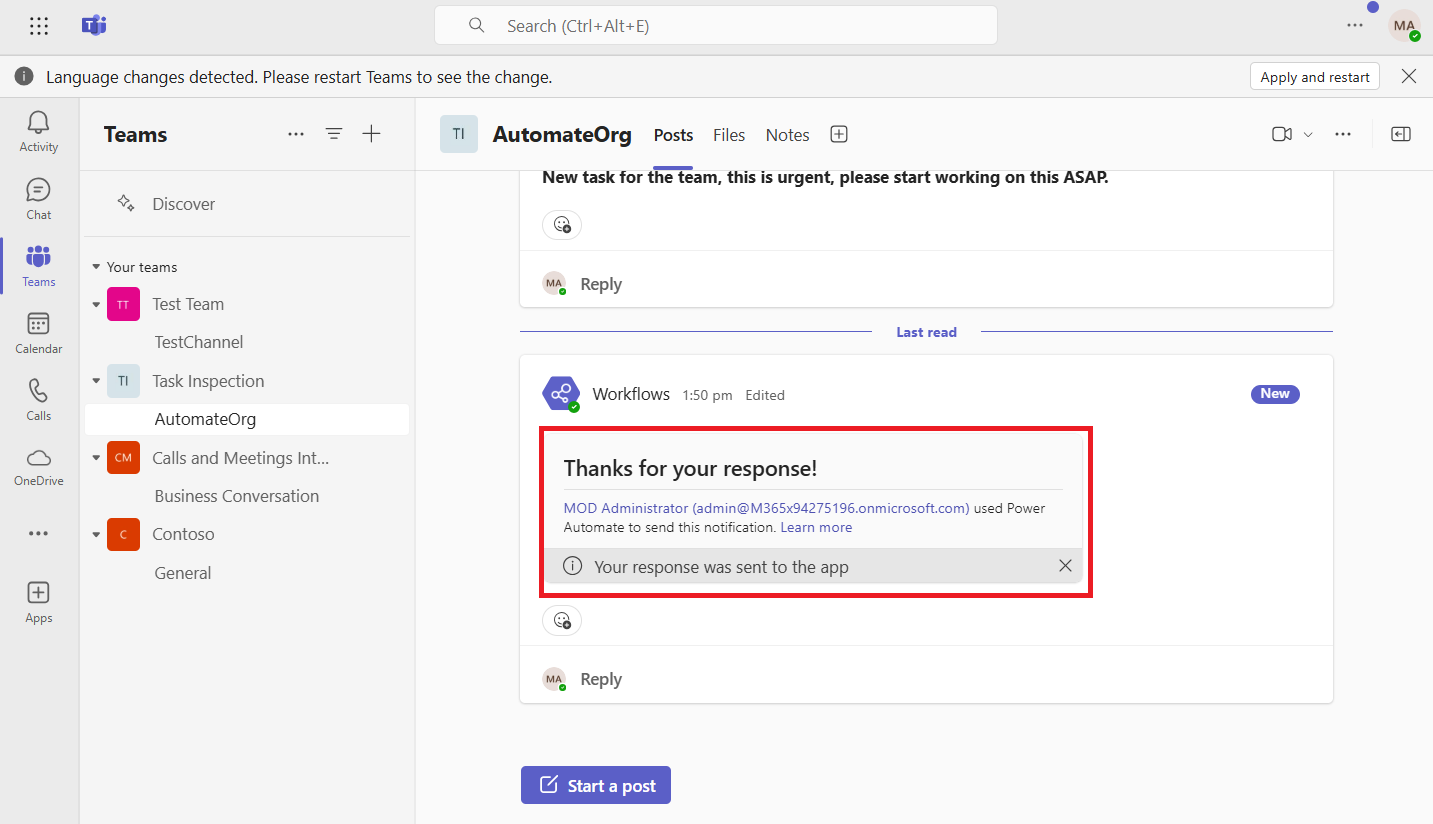 Search (Ctrl+Alt+E)
MA
Language changes detected. Please restart Teams to see the change.
Apply and restart
Activity
Chat
Teams
Calendar
Calls
OneDrive
Apps
Teams
Discover
Your teams
TT Test Team
TestChannel
TI Task Inspection
AutomateOrg
CM Calls and Meetings Int...
Business Conversation
C Contoso
General
TI AutomateOrg Posts Files Notes
New task for the team, this is urgent, please start working on this ASAP.
MA Reply
Last read
Workflows 1:50 pm Edited New
Thanks for your response!
MOD Administrator (admin@M365x94275196.onmicrosoft.com) used Power
Automate to send this notification. Learn more
Your response was sent to the app
MA Reply
Start a post